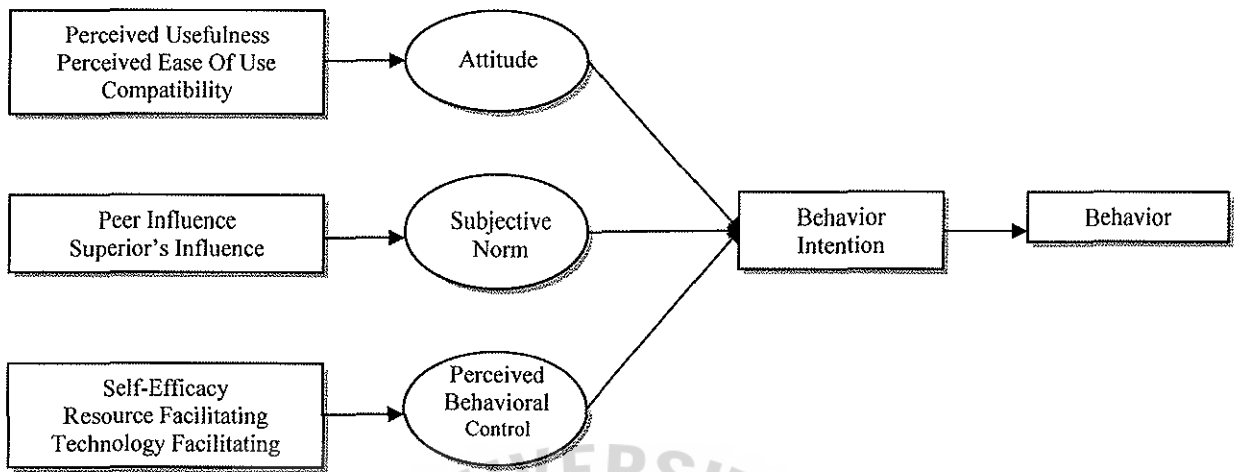 Perceived Usefulness
Perceived Ease Of Use
Compatibility
Attitude
Peer Influence
Superior's Influence
Subjective
Norm
Behavior
Intention
Behavior
Self-Efficacy
Resource Facilitating
Technology Facilitating
Perceived
Behavioral
Control